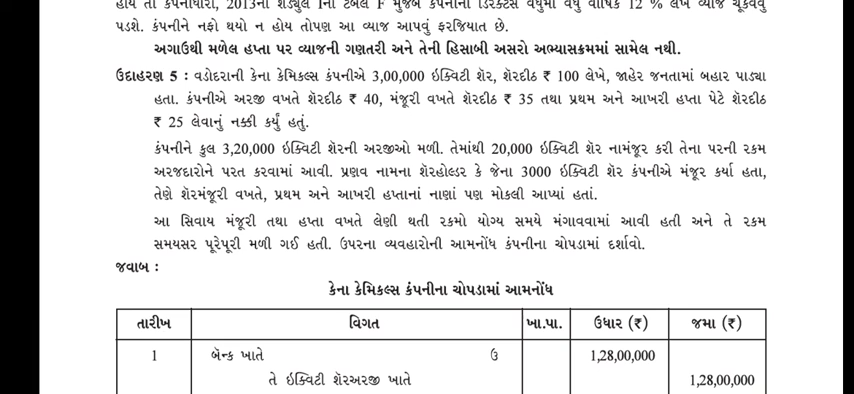 હોય તો કંપનીધારા, 2013ના શેડ્યુલ Iના ટેબલ F મુજબ કંપનીના ડિરેક્ટર્સ વધુમાં વધુ વાર્ષિક 12 % લેખે વ્યાજ ચૂકવવું
પડશે. કંપનીને નફો થયો ન હોય તોપણ આ વ્યાજ આપવું ફરજિયાત છે.
અગાઉથી મળેલ હપ્તા પર વ્યાજની ગણતરી અને તેની હિસાબી અસરો અભ્યાસક્રમમાં સામેલ નથી.
ઉદાહરણ 5 : વડોદરાની કેના કેમિકલ્સ કંપનીએ 3,00,000 ઇક્વિટી શૅર, શૅરદીઠ ₹ 100 લેખે, જાહેર જનતામાં બહાર પાડ્યા
હતા. કંપનીએ અરજી વખતે શૅરદીઠ ₹ 40, મંજૂરી વખતે શૅરદીઠ ₹ 35 તથા પ્રથમ અને આખરી હપ્તા પેટે શૅરદીઠ
₹ 25 લેવાનું નક્કી કર્યું હતું.
કંપનીને કુલ 3,20,000 ઇક્વિટી શૅરની અરજીઓ મળી. તેમાંથી 20,000 ઇક્વિટી શૅર નામંજૂર કરી તેના પરની રકમ
અરજદારોને પરત કરવામાં આવી. પ્રણવ નામના શૅરહોલ્ડર કે જેના 3000 ઇક્વિટી શૅર કંપનીએ મંજૂર કર્યા હતા,
તેણે શૅરમંજૂરી વખતે, પ્રથમ અને આખરી હપ્તાનાં નાણાં પણ મોકલી આપ્યાં હતાં.
આ સિવાય મંજૂરી તથા હપ્તા વખતે લેણી થતી રકમો યોગ્ય સમયે મંગાવવામાં આવી હતી અને તે રકમ
સમયસર પૂરેપૂરી મળી ગઈ હતી. ઉપરના વ્યવહારોની આમનોંધ કંપનીના ચોપડામાં દર્શાવો.
જવાબ :
કેના કેમિકલ્સ કંપનીના ચોપડામાં આમનોંધ
તારીખ વિગત ખા.પા. ઉધાર (₹) જમા (₹)
1 બૅન્ક ખાતે ઉ 1,28,00,000
તે ઇક્વિટી શૅરઅરજી ખાતે 1,28,00,000